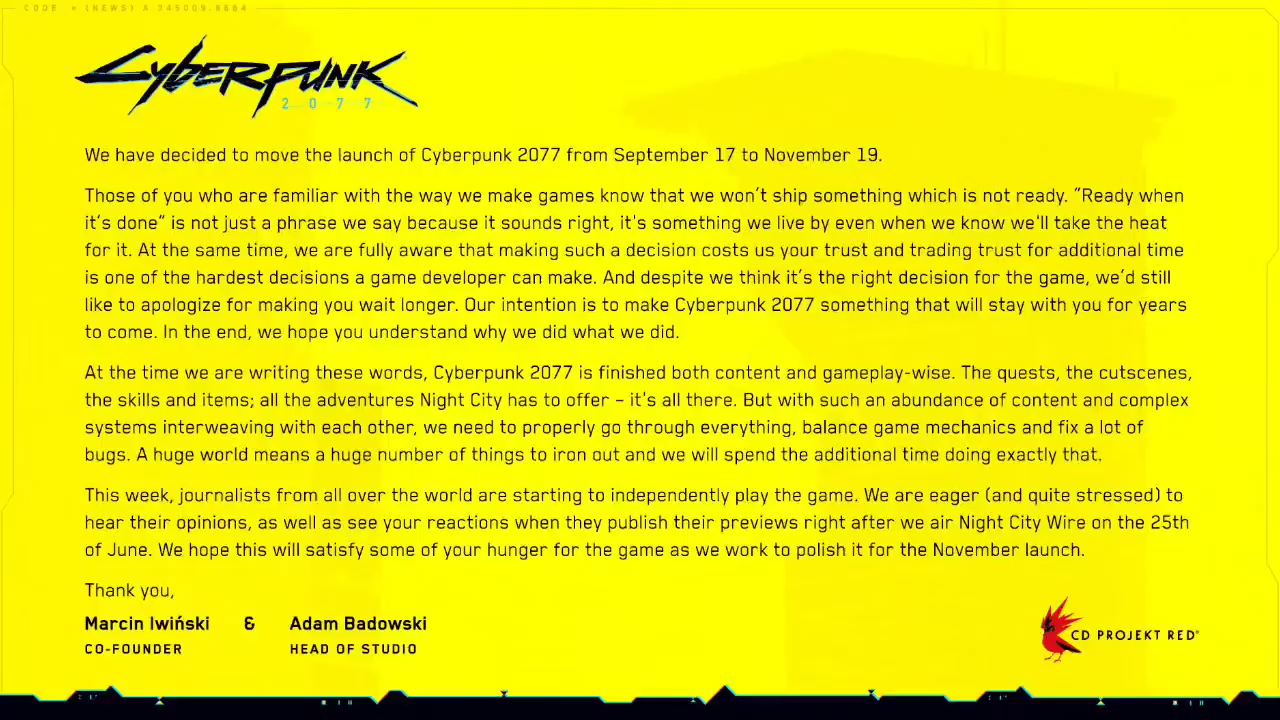 CODE
(NEWS) A 345009.8664
CYBERPUNK
2077
We have decided to move the launch of Cyberpunk 2077 from September 17 to November 19.
Those of you who are familiar with the way we make games know that we won't ship something which is not ready. "Ready when
it's done" is not just a phrase we say because it sounds right, it's something we live by even when we know we'll take the heat
for it. At the same time, we are fully aware that making such a decision costs us your trust and trading trust for additional time
is one of the hardest decisions a game developer can make. And despite we think it's the right decision for the game, we'd still
like to apologize for making you wait longer. Our intention is to make Cyberpunk 2077 something that will stay with you for years
to come. In the end, we hope you understand why we did what we did.
At the time we are writing these words, Cyberpunk 2077 is finished both content and gameplay-wise. The quests, the cutscenes,
the skills and items; all the adventures Night City has to offer – it's all there. But with such an abundance of content and complex
systems interweaving with each other, we need to properly go through everything, balance game mechanics and fix a lot of
bugs. A huge world means a huge number of things to iron out and we will spend the additional time doing exactly that.
This week, journalists from all over the world are starting to independently play the game. We are eager (and quite stressed) to
hear their opinions, as well as see your reactions when they publish their previews right after we air Night City Wire on the 25th
of June. We hope this will satisfy some of your hunger for the game as we work to polish it for the November launch.
Thank you,
Marcin Iwiński & Adam Badowski
CO-FOUNDER HEAD OF STUDIO
CD PROJEKT RED®